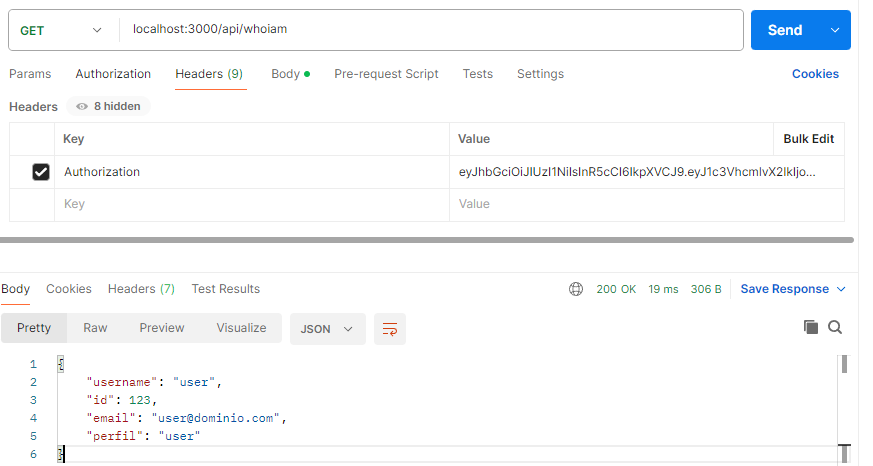 GET localhost:3000/api/whoiam Send
Params Authorization Headers (9) Body Pre-request Script Tests Settings Cookies
Headers 8 hidden
Key Value Bulk Edit
Authorization eyJhbGciOiJIUzI1NiIsInR5cCI6IkpXVCJ9.eyJ1c3VhcmlvX2lkIjo...
Key Value
Body Cookies Headers (7) Test Results 200 OK 19 ms 306 B Save Response
Pretty Raw Preview Visualize JSON
1 {
2 "username": "user",
3 "id": 123,
4 "email": "user@dominio.com",
5 "perfil": "user"
6 }